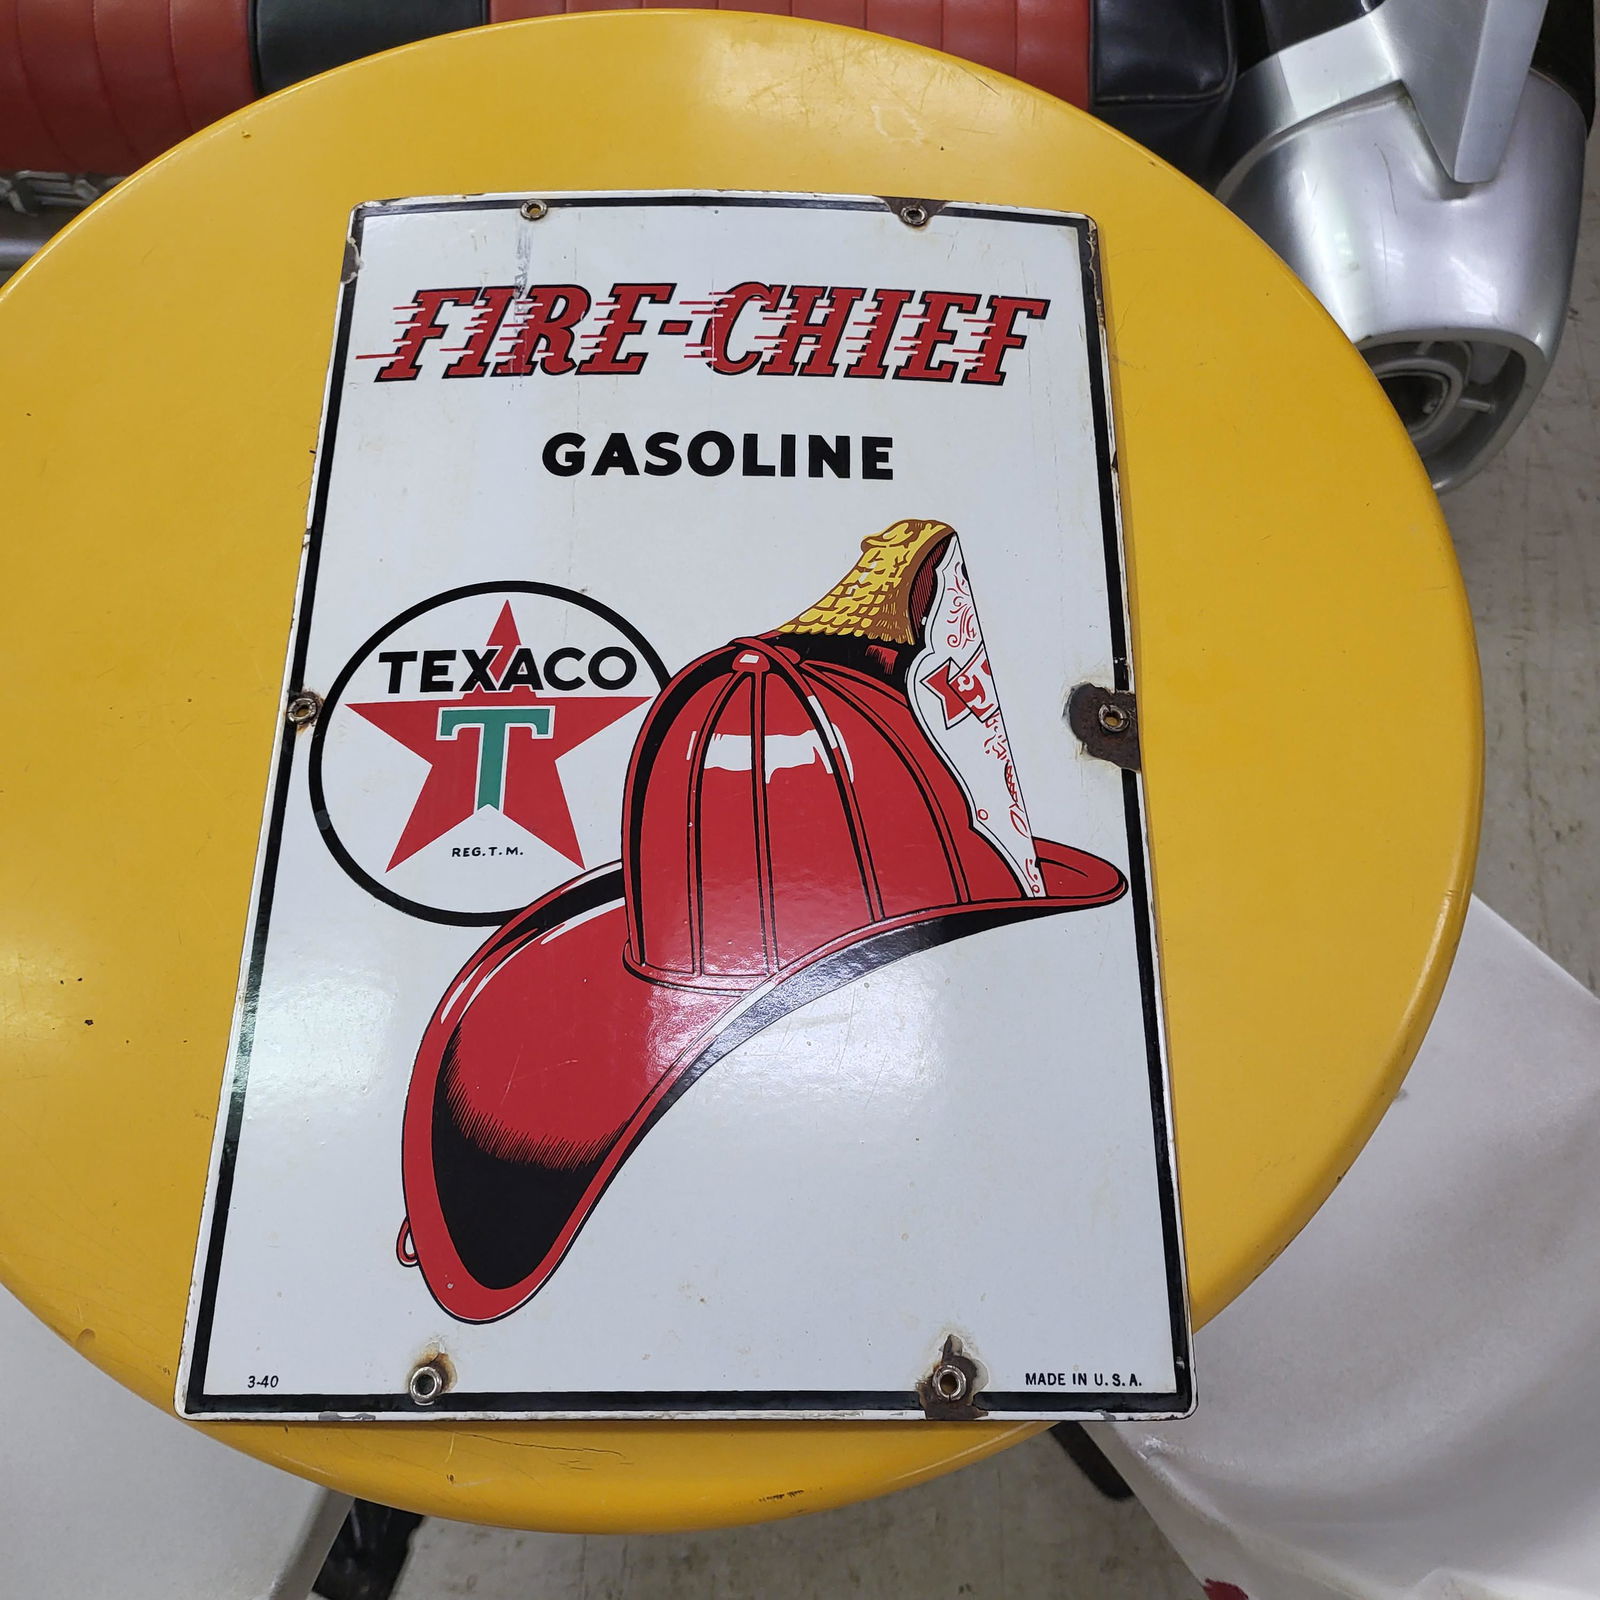 FIRE-CHIEF
GASOLINE
TEXACO
T
REG. T. M.
3-40
MADE IN U. S. A.